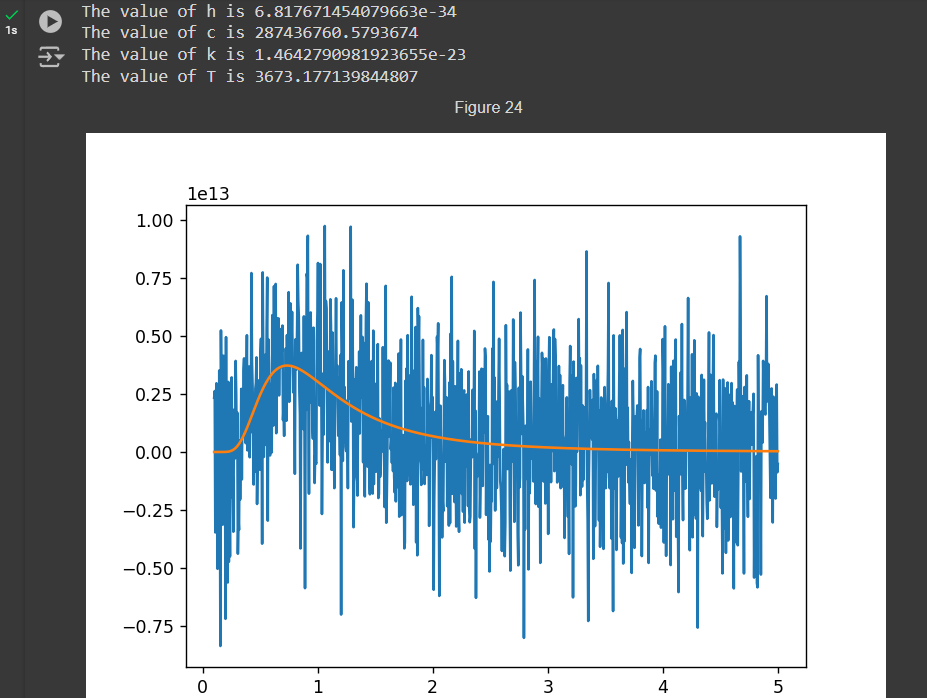 The value of h is 6.817671454079663e-34
1s
The value of c is 287436760.5793674
The value of k is 1.4642790981923655e-23
The value of T is 3673.177139844807
Figure 24
1e13
1.00
0.75
0.50
0.25
0.00
−0.25
−0.50
−0.75
0 1 2 3 4 5